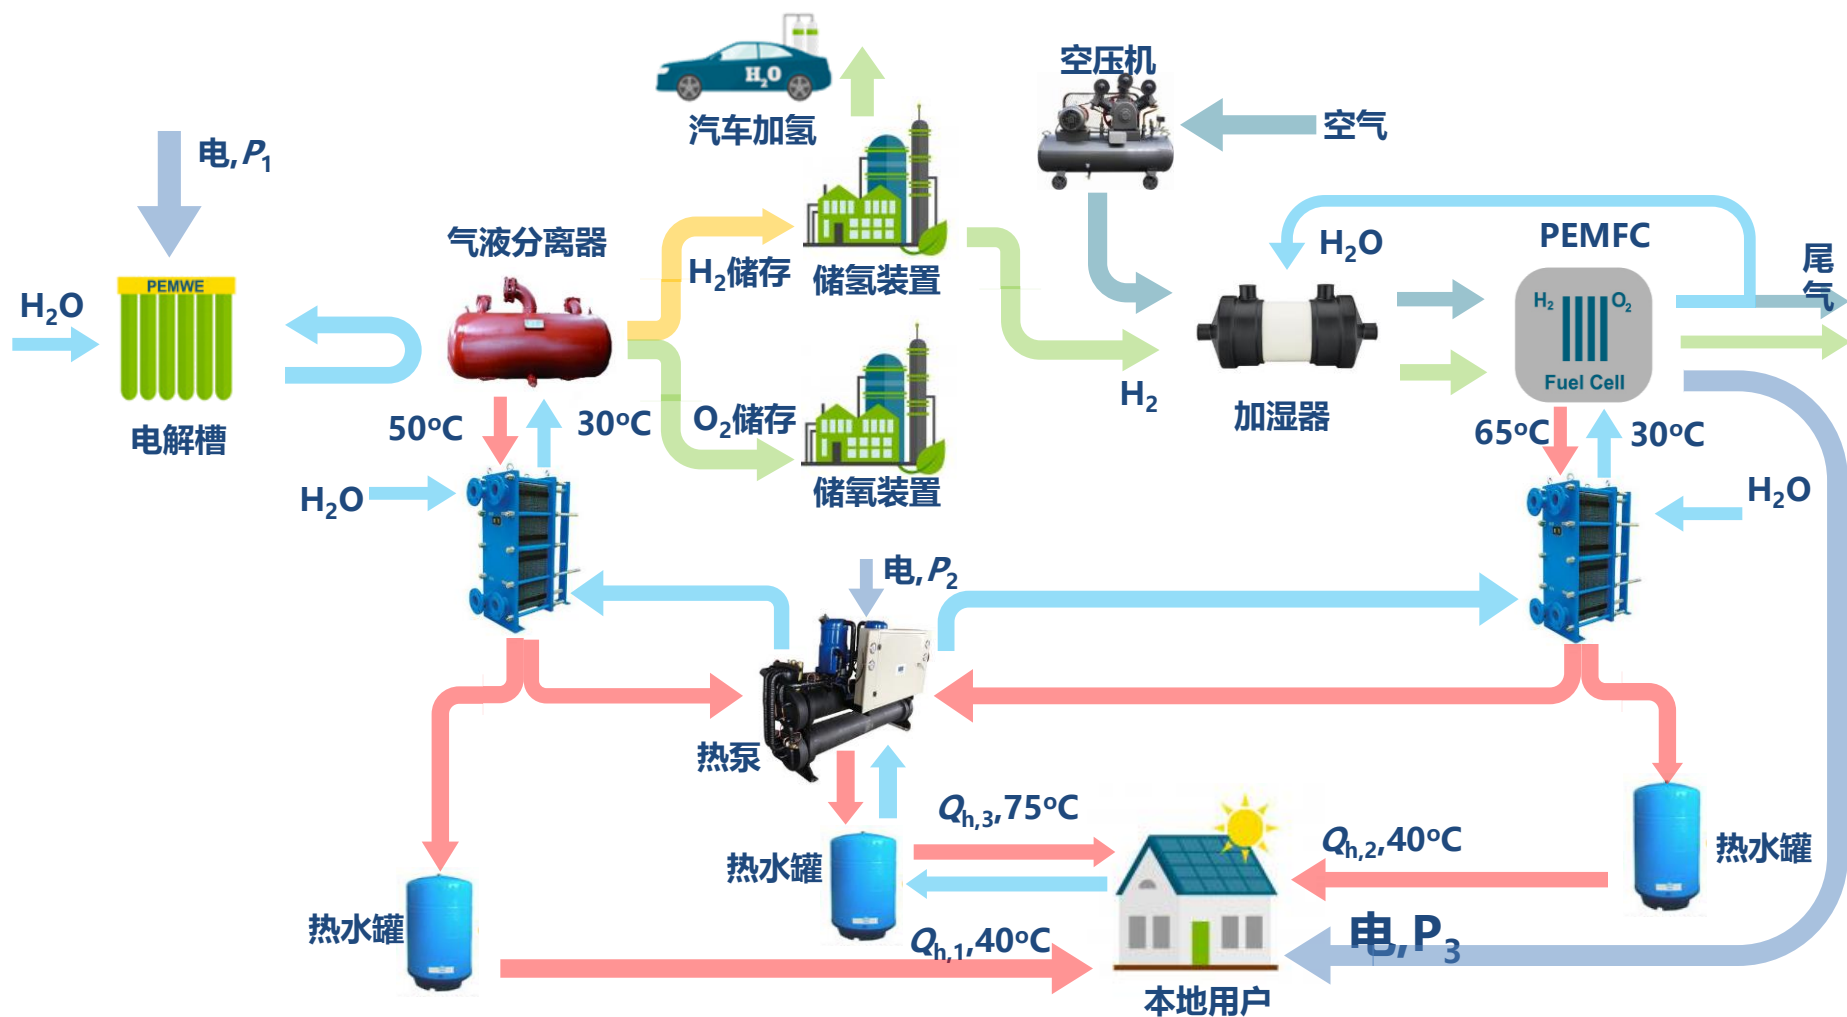 空压机
H₂O
汽车加氢
空气
电,P₁
气液分离器
H₂O
PEMFC
尾气
H₂储存
储氢装置
PEMWE
H₂O
H₂
O₂
Fuel Cell
电解槽
50°C
30°C
O₂储存
H₂
加湿器
65°C
30°C
储氧装置
H₂O
H₂O
电,P₂
热泵
Qh,3,75°C
Qh,2,40°C
热水罐
热水罐
热水罐
Qh,1,40°C
电,P₃
本地用户